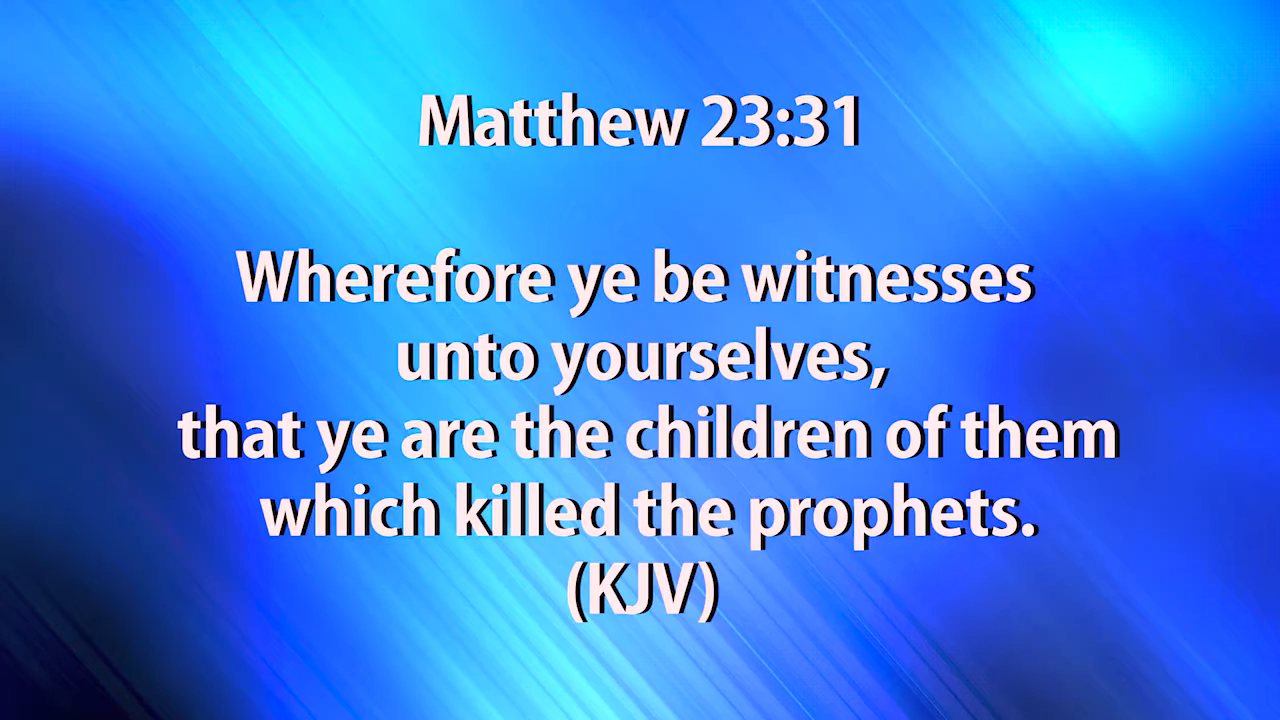 Matthew 23:31
Wherefore ye be witnesses
unto yourselves,
that ye are the children of them
which killed the prophets.
(KJV)